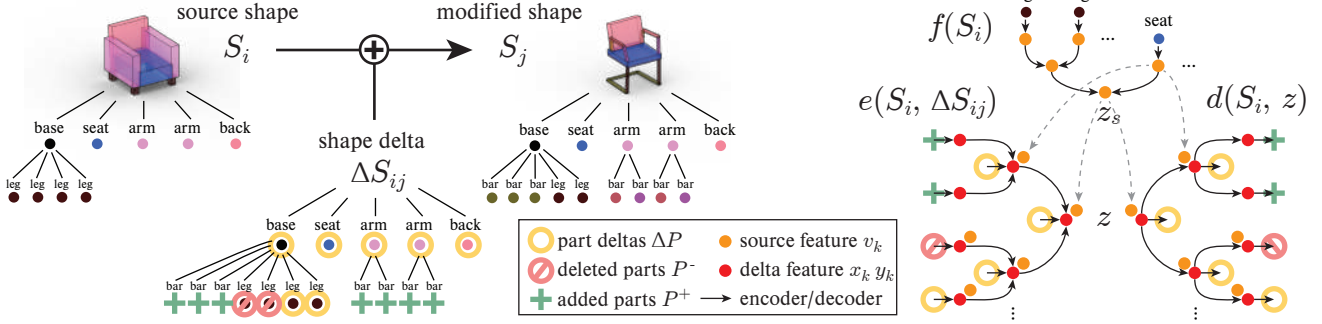 source shape
S_i
modified shape
S_j
base seat arm arm back
leg leg leg leg
base seat arm arm back
bar bar bar leg leg bar bar bar bar
shape delta
ΔS_ij
base seat arm arm back
bar bar bar leg leg leg leg bar bar bar bar
part deltas ΔP
deleted parts P⁻
added parts P⁺
source feature v_k
delta feature x_k y_k
encoder/decoder
f(S_i)
... seat
...
z_s
e(S_i, ΔS_ij)
d(S_i, z)
z
...
...